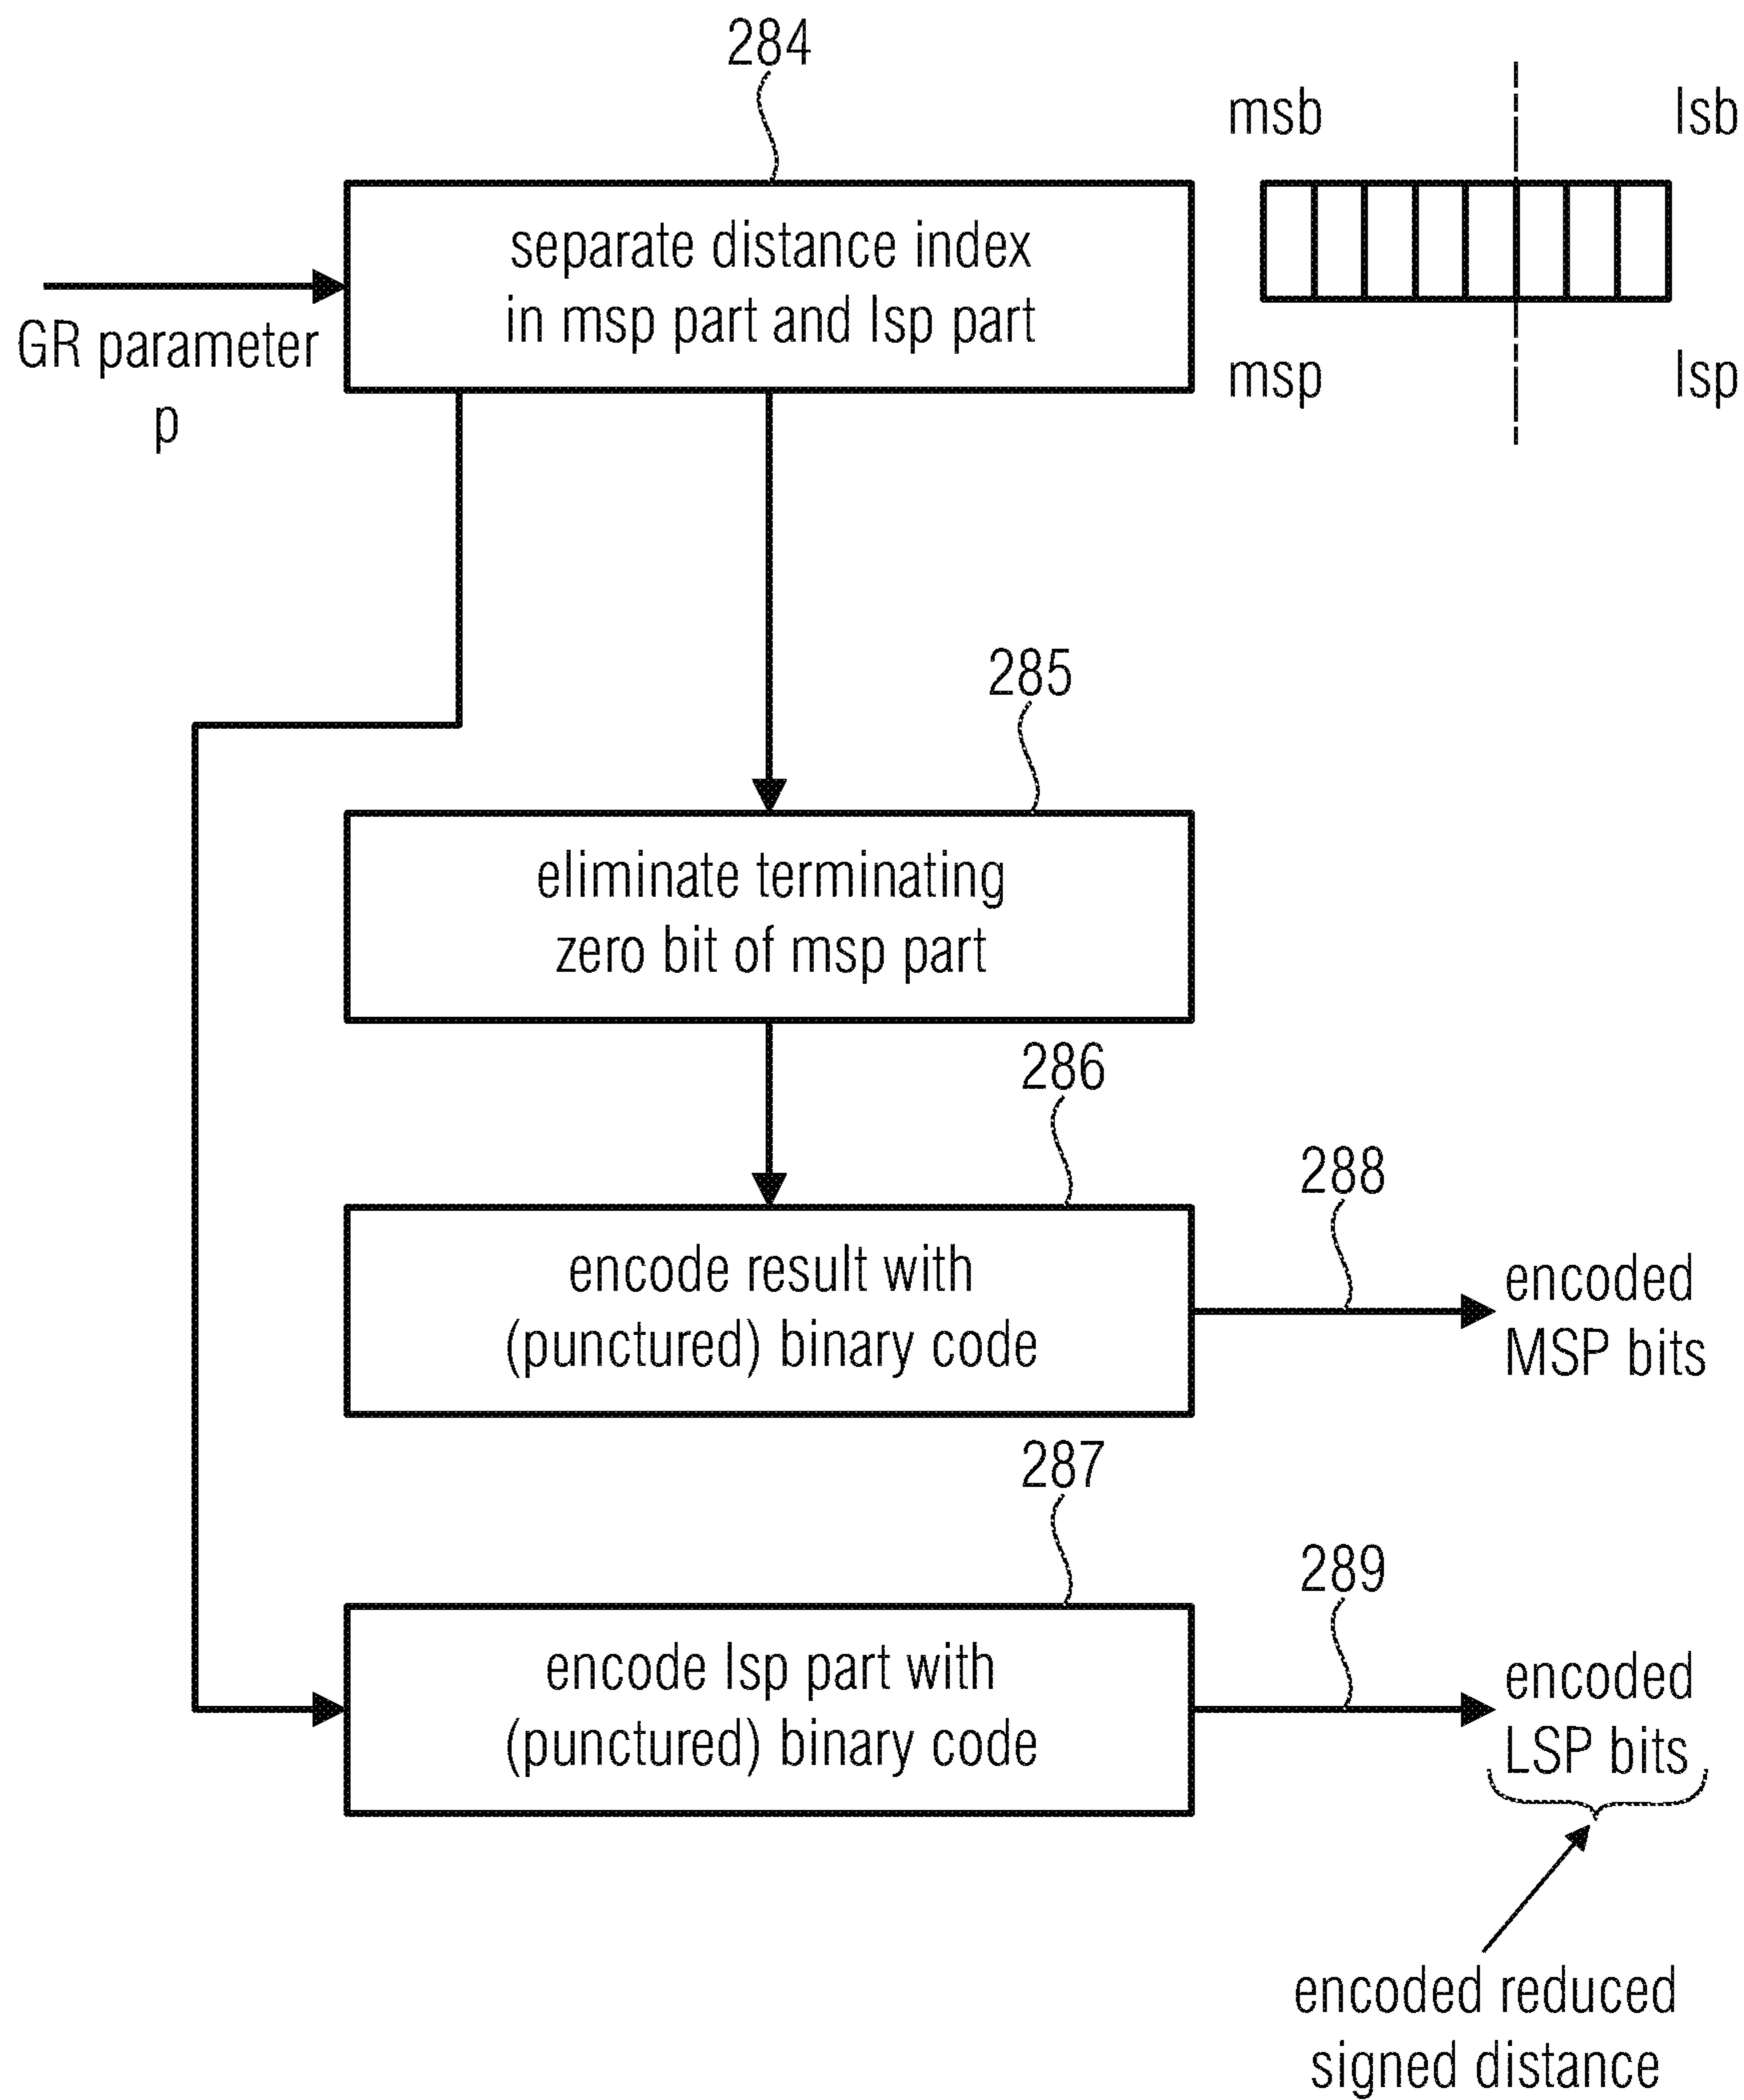 284
msb
lsb
separate distance index
in msp part and lsp part
GR parameter
p
msp
lsp
285
eliminate terminating
zero bit of msp part
286
encode result with
(punctured) binary code
288
encoded
MSP bits
287
encode lsp part with
(punctured) binary code
289
encoded
LSP bits
encoded reduced
signed distance